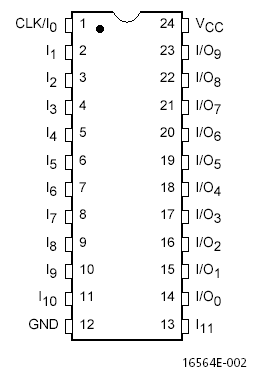 CLK/I0 1 24 VCC
I1 2 23 I/O9
I2 3 22 I/O8
I3 4 21 I/O7
I4 5 20 I/O6
I5 6 19 I/O5
I6 7 18 I/O4
I7 8 17 I/O3
I8 9 16 I/O2
I9 10 15 I/O1
I10 11 14 I/O0
GND 12 13 I11
16564E-002